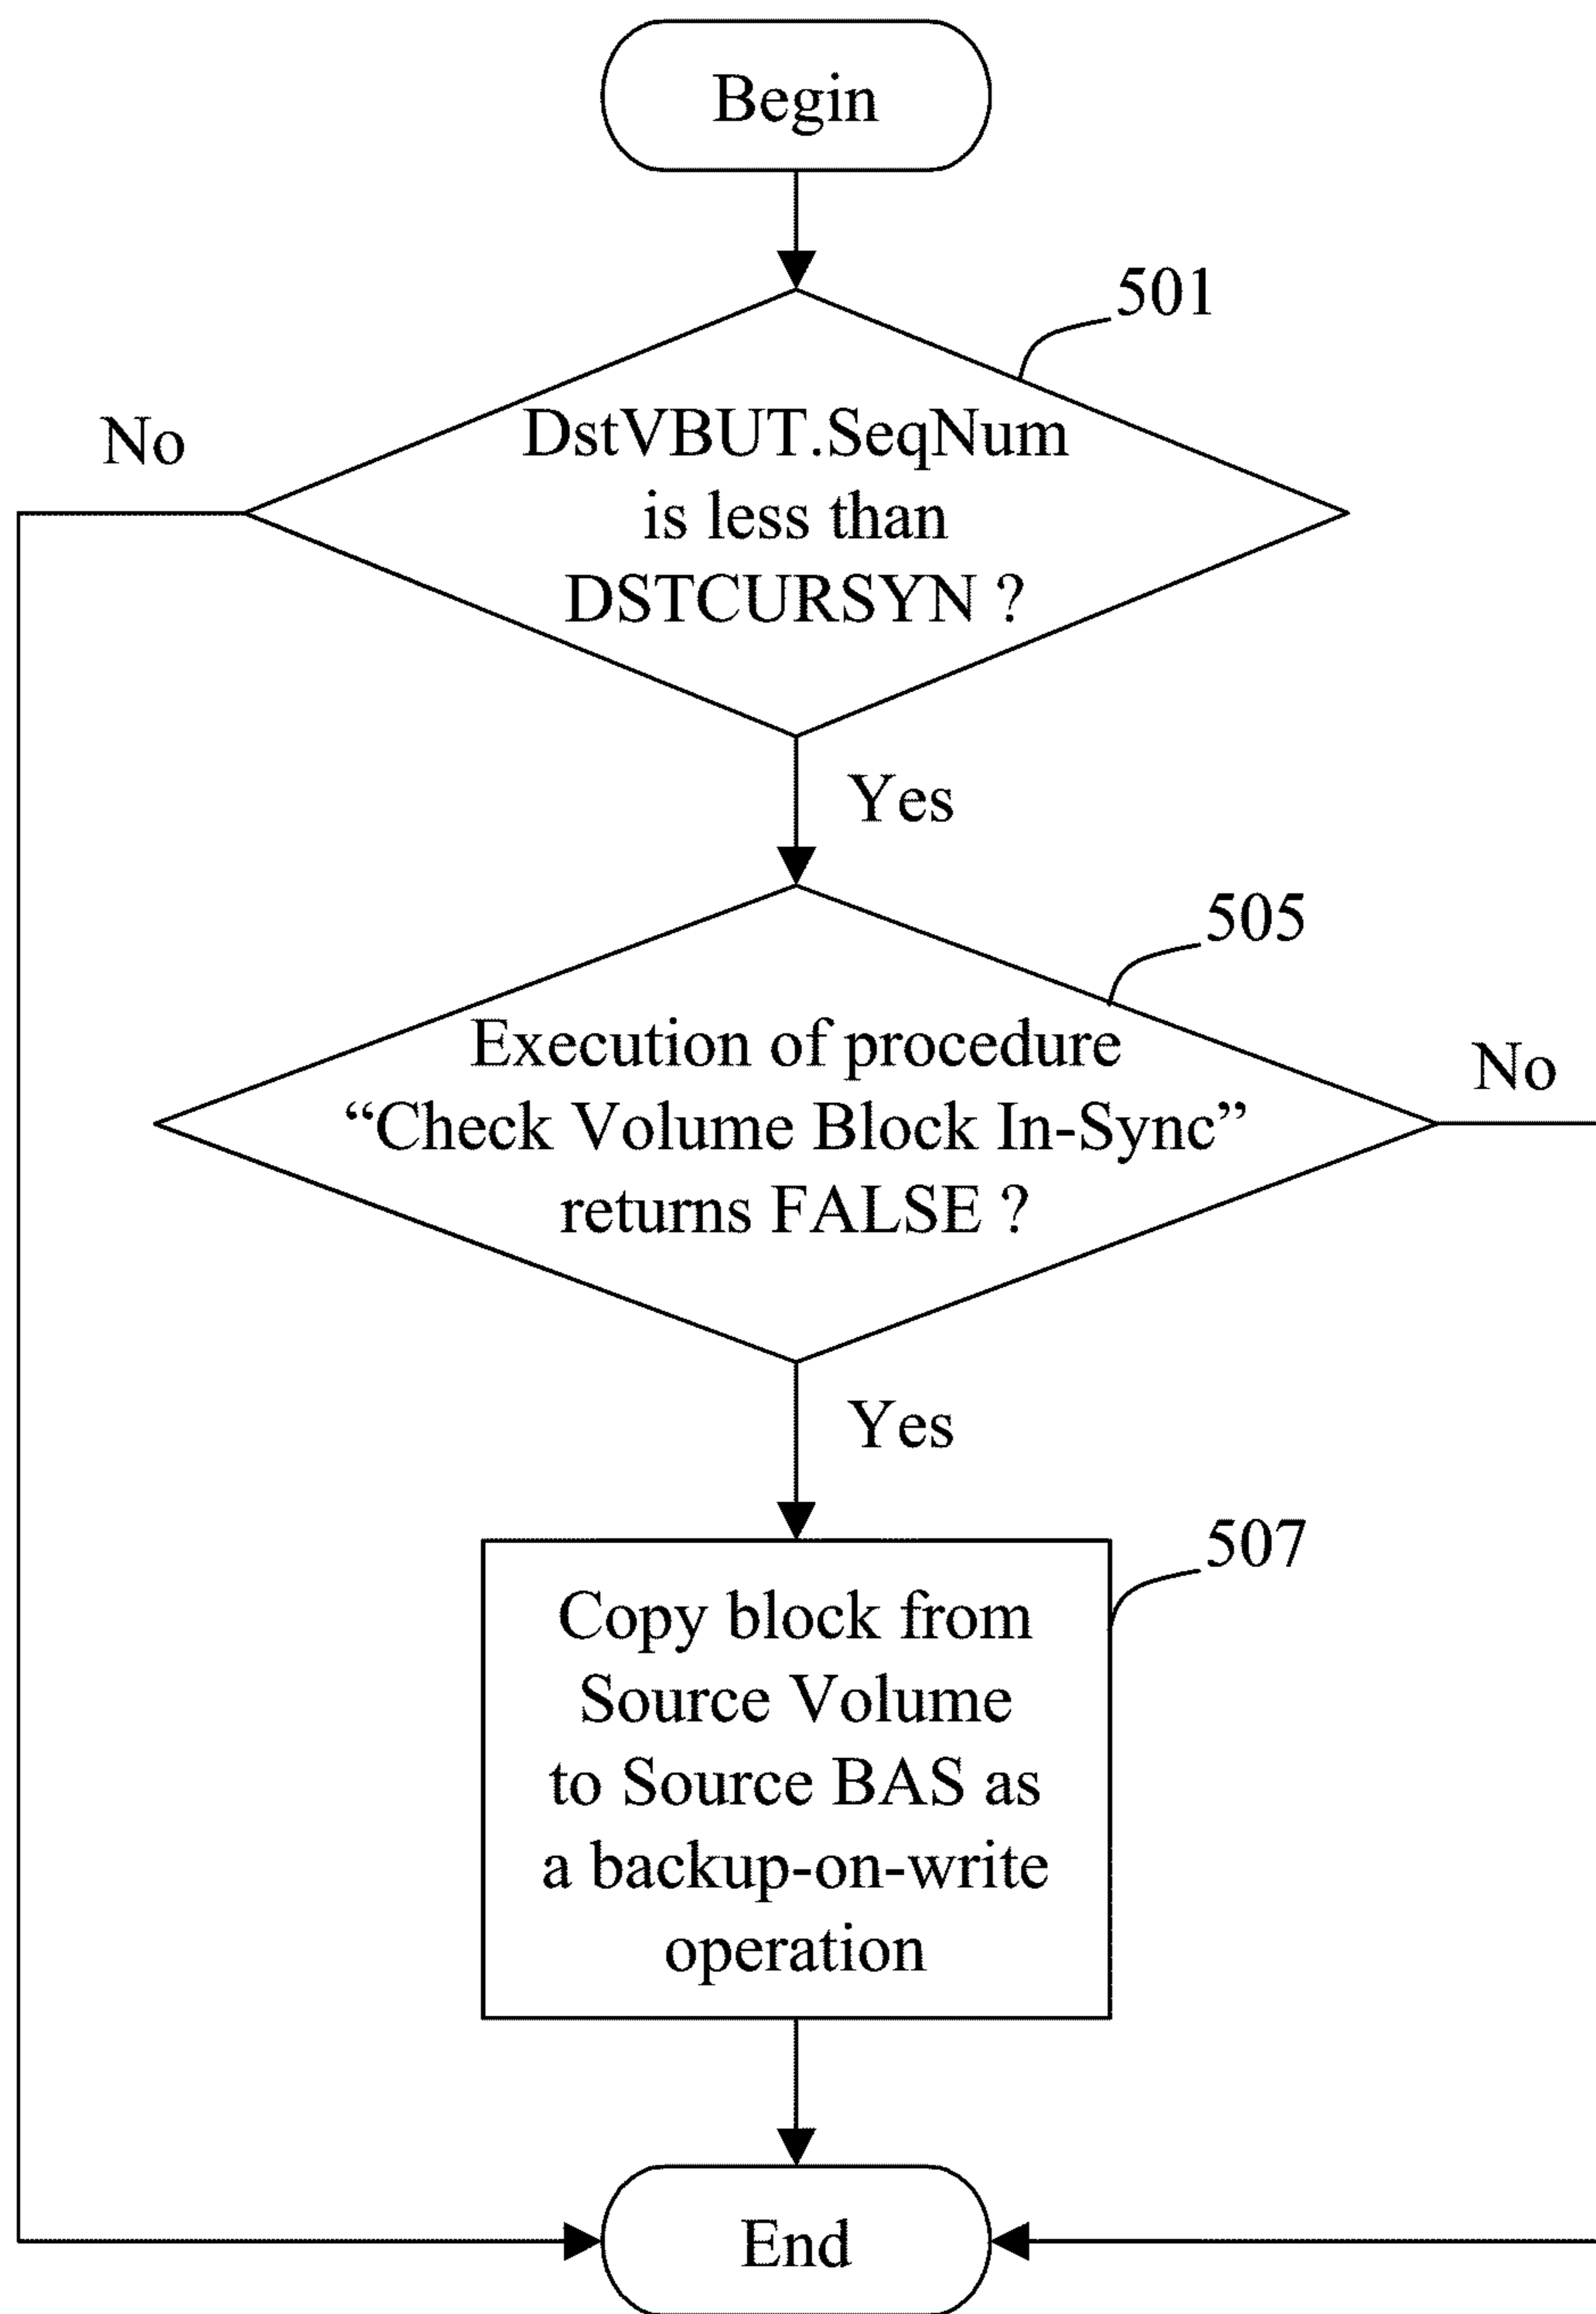 Begin
501
No
DstVBUT.SeqNum
is less than
DSTCURSYN ?
Yes
505
Execution of procedure
“Check Volume Block In-Sync”
returns FALSE ?
No
Yes
507
Copy block from
Source Volume
to Source BAS as
a backup-on-write
operation
End